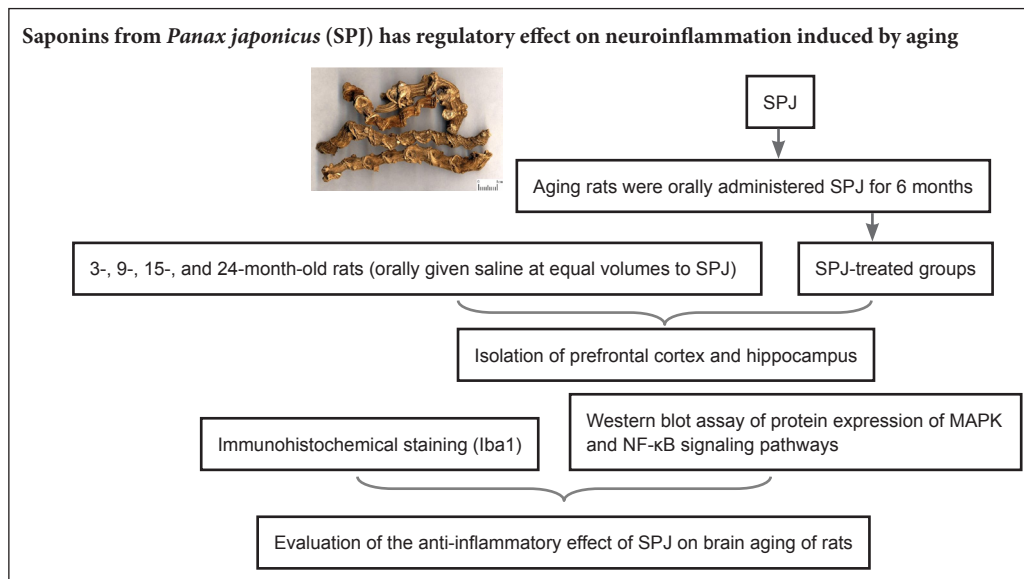 Saponins from Panax japonicus (SPJ) has regulatory effect on neuroinflammation induced by aging
SPJ
Aging rats were orally administered SPJ for 6 months
3-, 9-, 15-, and 24-month-old rats (orally given saline at equal volumes to SPJ)
SPJ-treated groups
Isolation of prefrontal cortex and hippocampus
Immunohistochemical staining (Iba1)
Western blot assay of protein expression of MAPK
and NF-κB signaling pathways
Evaluation of the anti-inflammatory effect of SPJ on brain aging of rats